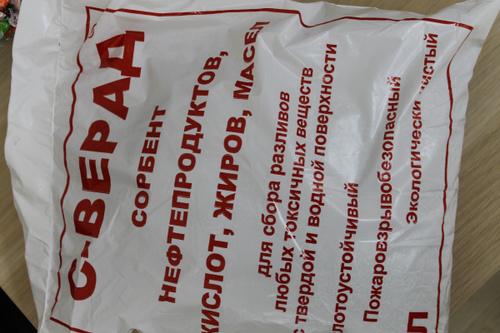 С-ВЕРАД
СОРБЕНТ
НЕФТЕПРОДУКТОВ,
КИСЛОТ, ЖИРОВ, МАСЕЛ
для сбора разливов
любых токсичных веществ
с твердой и водной поверхности
лотоустойчивый
Пожаровзрывобезопасный
Экологически чистый